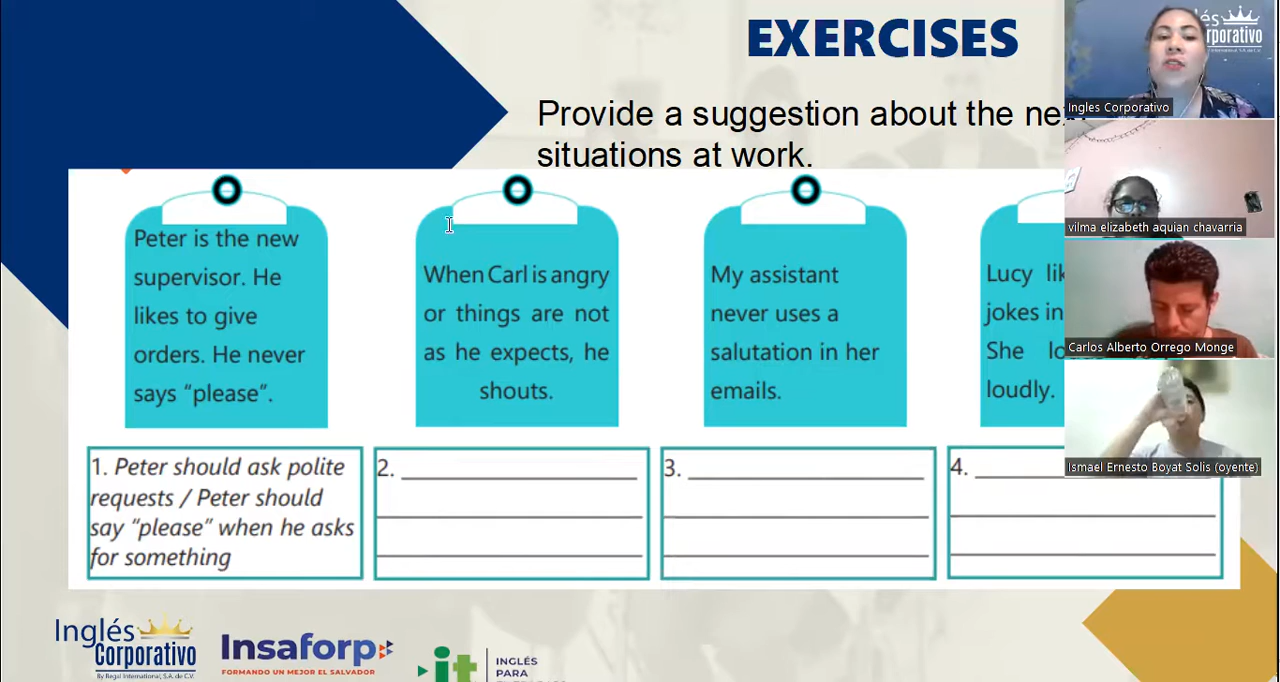 EXERCISES
Provide a suggestion about the
situations at work.
Peter is the new
supervisor. He
likes to give
orders. He never
says “please”.
When Carl is angry
or things are not
as he expects, he
shouts.
My assistant
never uses a
salutation in her
emails.
Lucy
jokes in
She
loudly.
1. Peter should ask polite
requests / Peter should
say “please” when he asks
for something
2.
3.
4.
Inglés
Corporativo
By Regal International, S.A. de C.V.
Insaforp
FORMANDO UN MEJOR EL SALVADOR
it
INGLÉS
PARA
Ingles Corporativo
vilma elizabeth aquian chavarria
Carlos Alberto Orrego Monge
Ismael Ernesto Boyat Solis (oyente)